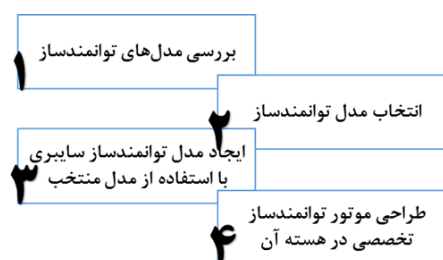 ۱
بررسی مدل‌های توانمندساز
۲
انتخاب مدل توانمندساز
۳
ایجاد مدل توانمندساز سایبری
با استفاده از مدل منتخب
۴
طراحی موتور توانمندساز
تخصصی در هسته آن